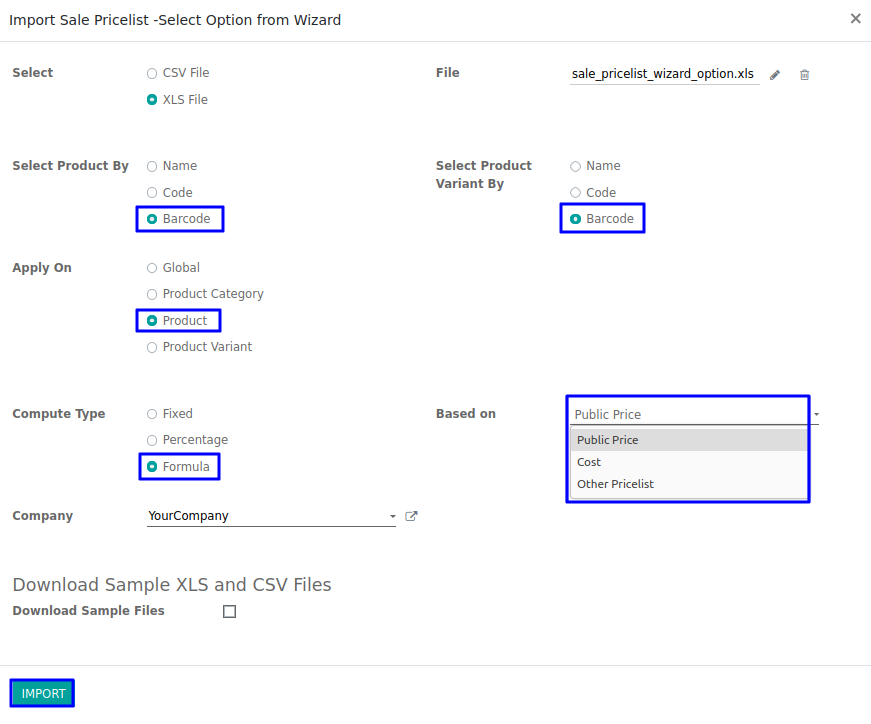 Import Sale Pricelist -Select Option from Wizard
Select
CSV File
XLS File
File
sale_pricelist_wizard_option.xls
Select Product By
Name
Code
Barcode
Select Product
Variant By
Name
Code
Barcode
Apply On
Global
Product Category
Product
Product Variant
Compute Type
Fixed
Percentage
Formula
Based on
Public Price
Public Price
Cost
Other Pricelist
Company
YourCompany
Download Sample XLS and CSV Files
Download Sample Files
IMPORT